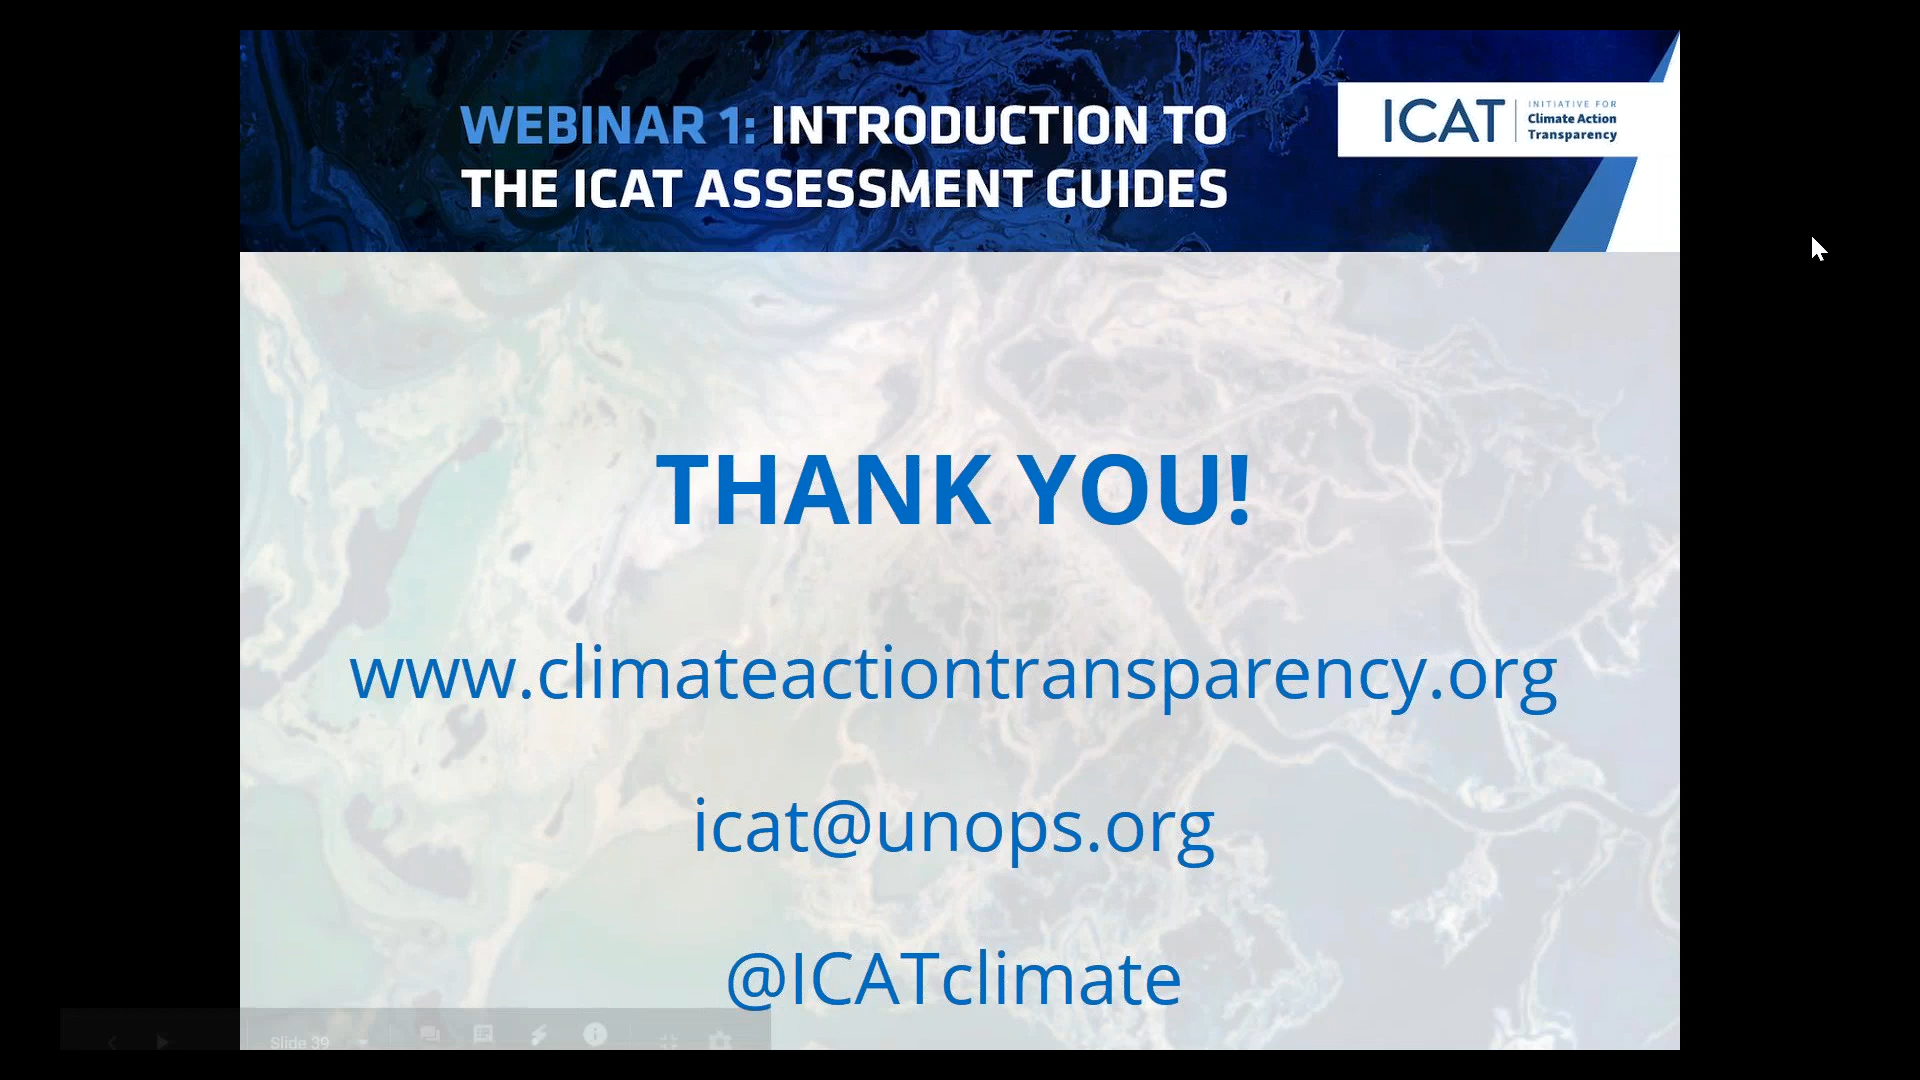 WEBINAR 1: INTRODUCTION TO
THE ICAT ASSESSMENT GUIDES
ICAT
INITIATIVE FOR
Climate Action
Transparency
THANK YOU!
www.climateactiontransparency.org
icat@unops.org
@ICATclimate
Slide 39